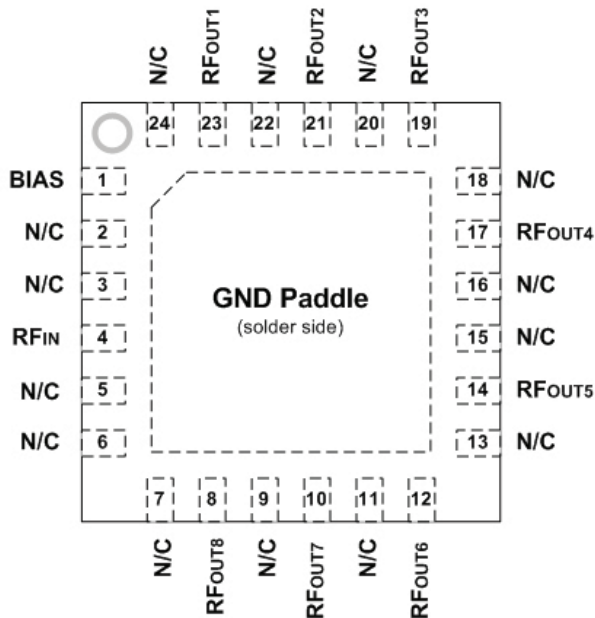 N/C
RFOUT1
N/C
RFOUT2
N/C
RFOUT3
24
23
22
21
20
19
BIAS 1
18 N/C
N/C 2
17 RFOUT4
N/C 3
16 N/C
GND Paddle
(solder side)
RFIN 4
15 N/C
N/C 5
14 RFOUT5
N/C 6
13 N/C
7
8
9
10
11
12
N/C
RFOUT8
N/C
RFOUT7
N/C
RFOUT6